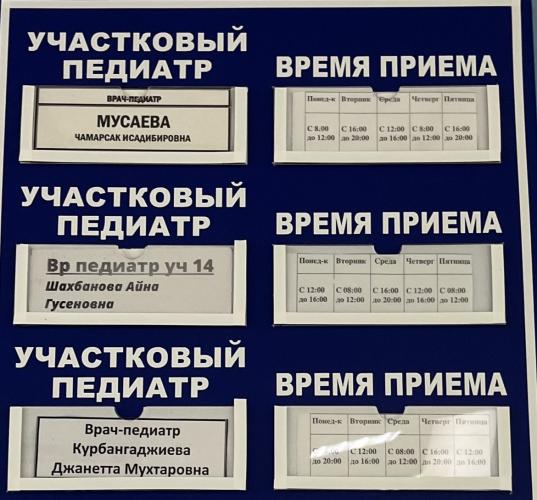 УЧАСТКОВЫЙ
ПЕДИАТР
ВРАЧ-ПЕДИАТР
МУСАЕВА
ЧАМАРСАК ИСАДИБИРОВНА
ВРЕМЯ ПРИЕМА
Понед-к Вторник Среда Четверг Пятница
С 8:00 С 16:00 С 12:00 С 8:00 С 16:00
до 12:00 до 20:00 до 16:00 до 12:00 до 20:00
УЧАСТКОВЫЙ
ПЕДИАТР
Вр педиатр уч 14
Шахбанова Айна
Гусеновна
ВРЕМЯ ПРИЕМА
Понед-к Вторник Среда Четверг Пятница
С 12:00 С 08:00 С 16:00 С 12:00 С 08:00
до 16:00 до 12:00 до 20:00 до 16:00 до 12:00
УЧАСТКОВЫЙ
ПЕДИАТР
Врач-педиатр
Курбангаджиева
Джанетта Мухтаровна
ВРЕМЯ ПРИЕМА
Понед-к Вторник Среда Четверг Пятница
С 12:00 С 08:00 С 16:00 С 12:00
до 20:00 до 16:00 до 12:00 до 20:00 до 16:00